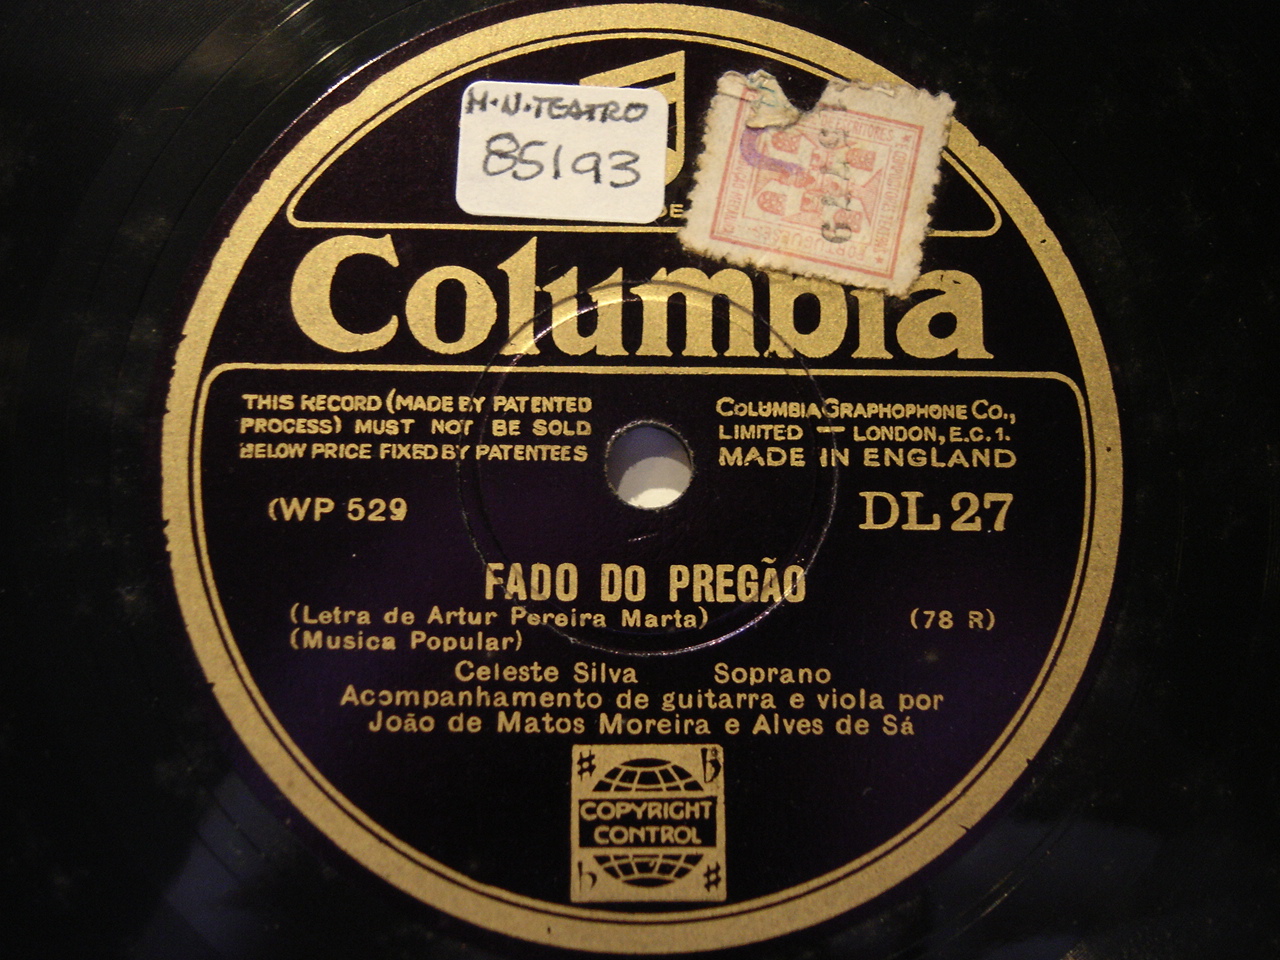 M.N.TEATRO
85193
Columbia
THIS RECORD (MADE BY PATENTED
PROCESS) MUST NOT BE SOLD
BELOW PRICE FIXED BY PATENTEES
COLUMBIA GRAPHOPHONE CO.,
LIMITED — LONDON, E.C.1.
MADE IN ENGLAND
(WP 529
DL 27
FADO DO PREGÃO
(Letra de Artur Pereira Marta)
(78 R)
(Musica Popular)
Celeste Silva Soprano
Acompanhamento de guitarra e viola por
João de Matos Moreira e Alves de Sá
COPYRIGHT
CONTROL